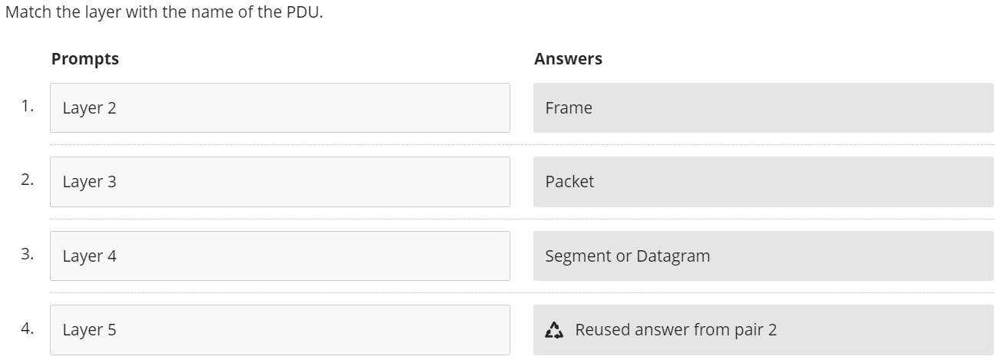 Match the layer with the name of the PDU.
Prompts Answers
1. Layer 2 Frame
2. Layer 3 Packet
3. Layer 4 Segment or Datagram
4. Layer 5 Reused answer from pair 2